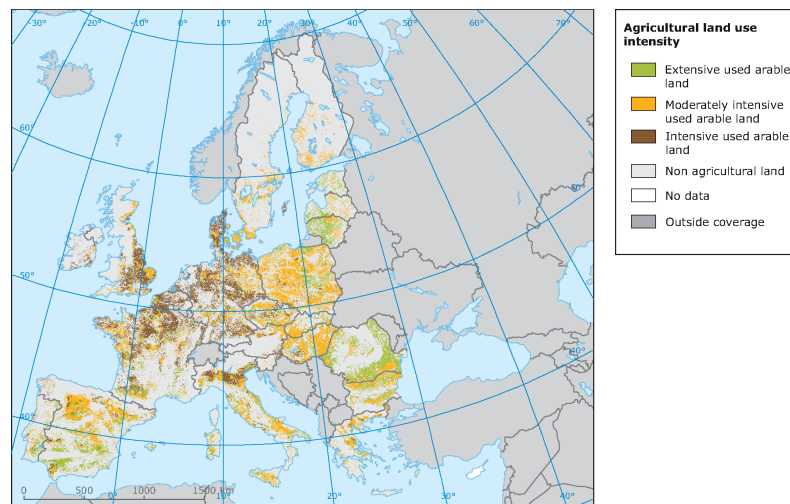 -30° -20° -10° 0° 10° 20° 30° 40° 50° 60° 70°
60°
50°
50°
40°
40°
0 500 1000 1500 km
0° 10° 20° 30° 40°
Agricultural land use
intensity
Extensive used arable
land
Moderately intensive
used arable land
Intensive used arable
land
Non agricultural land
No data
Outside coverage